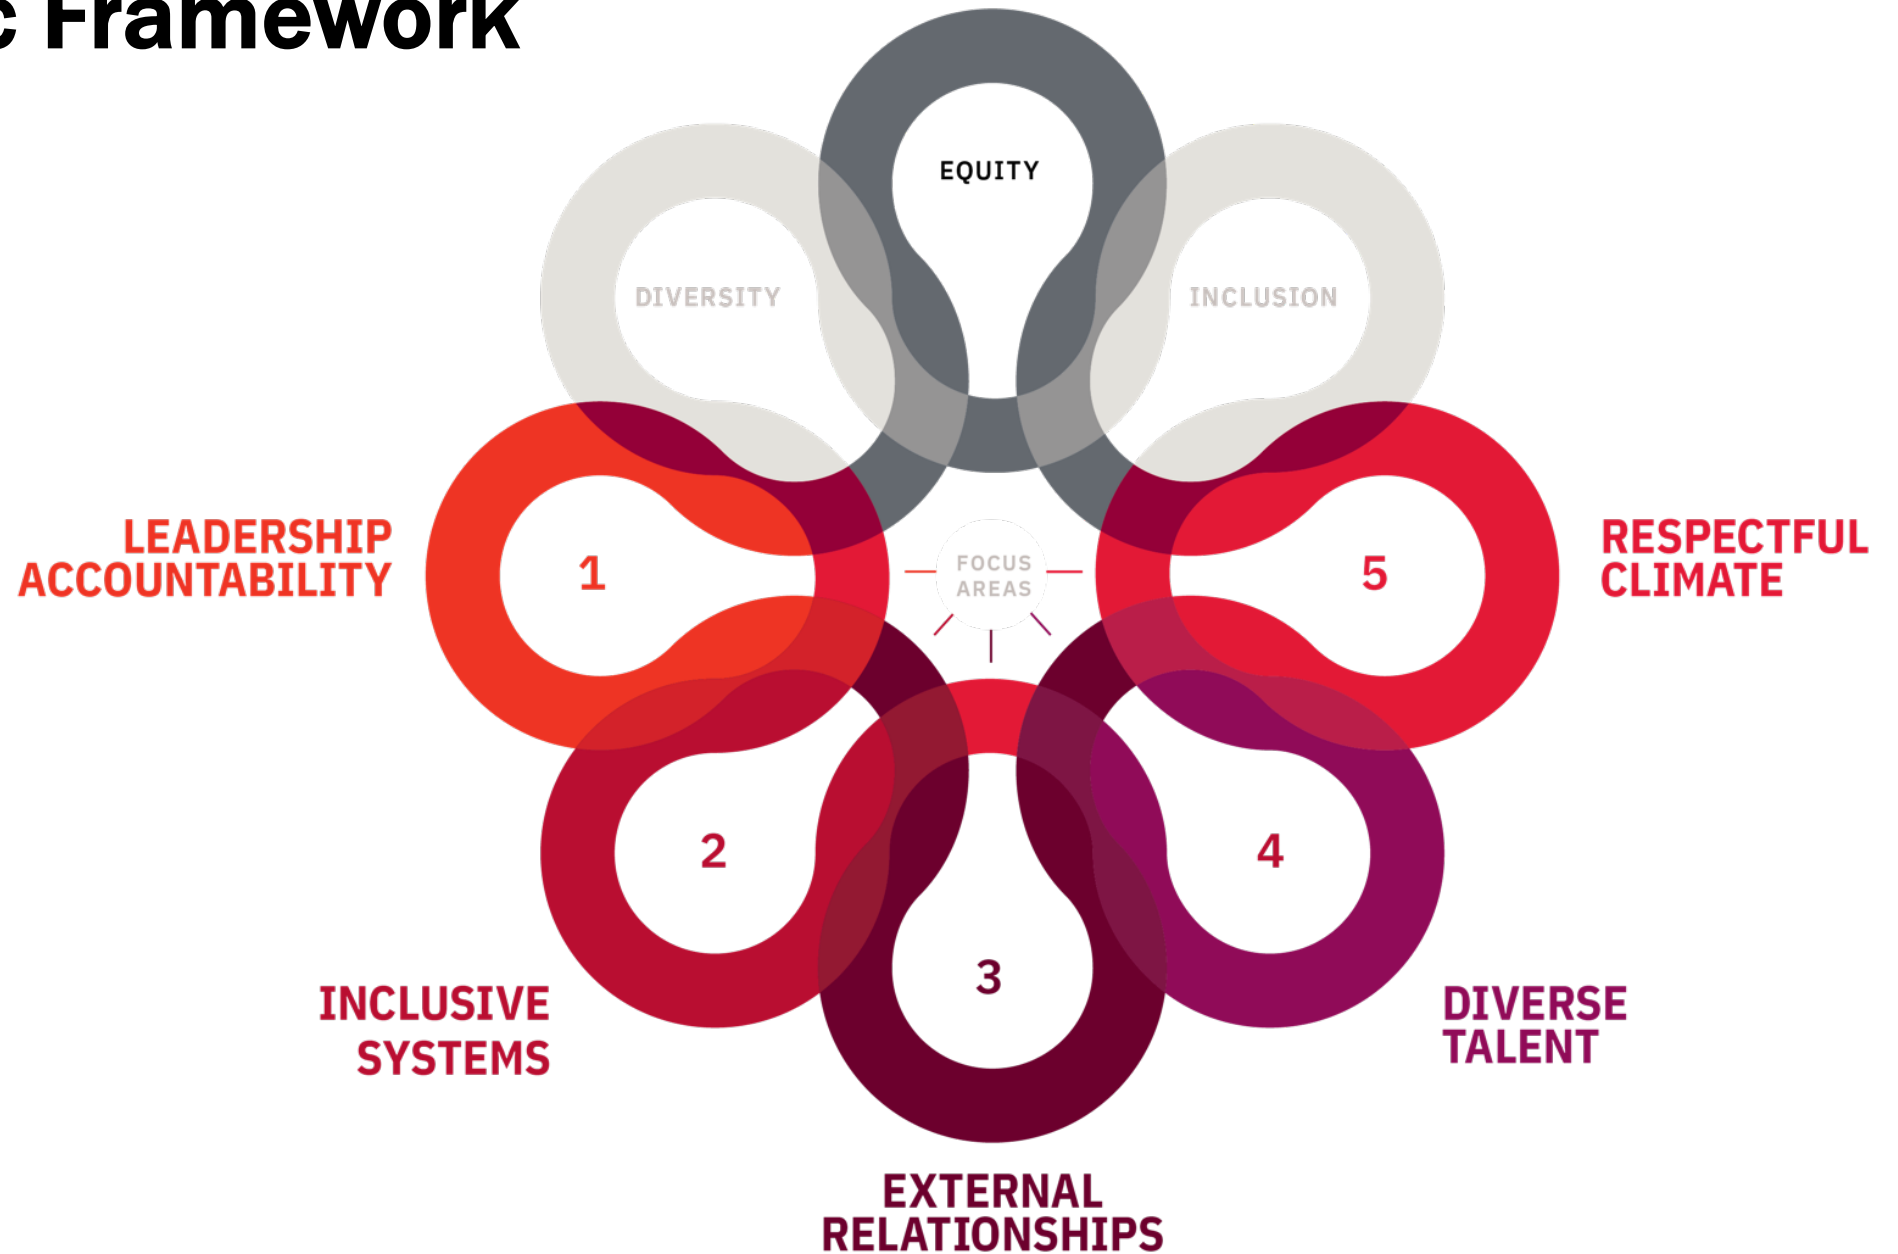 c Framework
EQUITY
DIVERSITY
INCLUSION
FOCUS
AREAS
LEADERSHIP
ACCOUNTABILITY
1
5
RESPECTFUL
CLIMATE
2
4
INCLUSIVE
SYSTEMS
3
DIVERSE
TALENT
EXTERNAL
RELATIONSHIPS